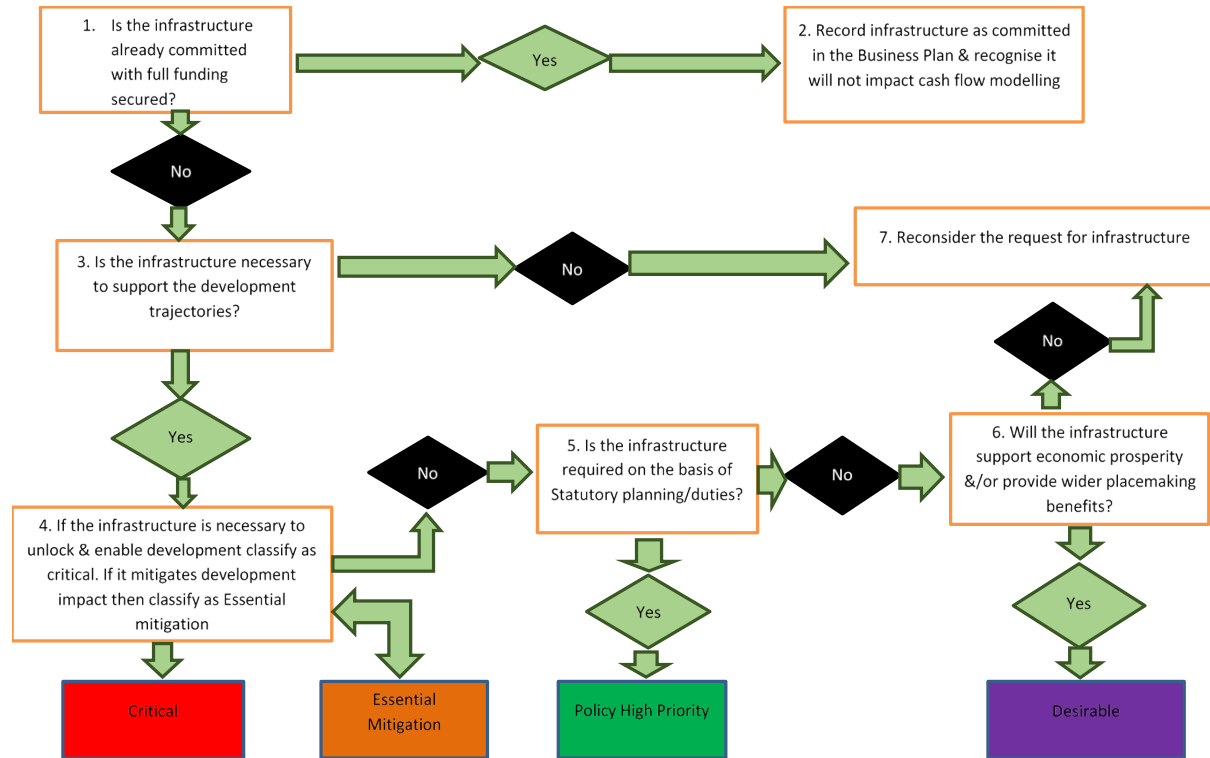 1. Is the infrastructure
already committed
with full funding
secured?
Yes
2. Record infrastructure as committed
in the Business Plan & recognise it
will not impact cash flow modelling
No
3. Is the infrastructure necessary
to support the development
trajectories?
No
7. Reconsider the request for infrastructure
No
Yes
4. If the infrastructure is necessary to
unlock & enable development classify as
critical. If it mitigates development
impact then classify as Essential
mitigation
No
5. Is the infrastructure
required on the basis of
Statutory planning/duties?
No
6. Will the infrastructure
support economic prosperity
&/or provide wider placemaking
benefits?
Yes
Yes
Critical
Essential
Mitigation
Policy High Priority
Desirable